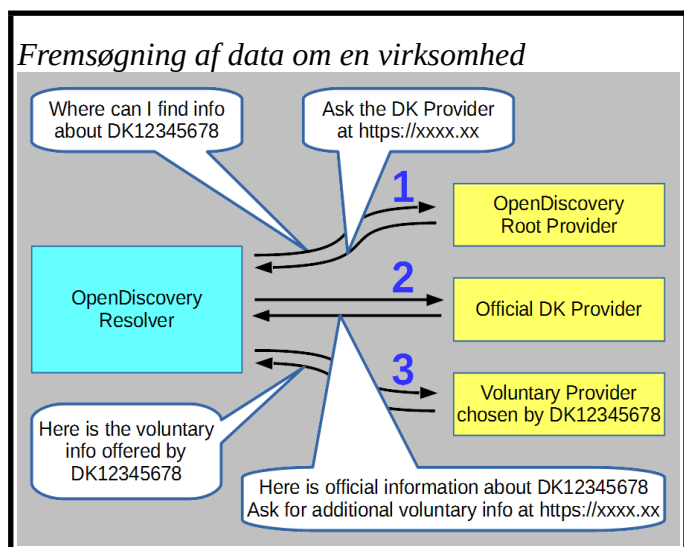 Fremsøgning af data om en virksomhed
Where can I find info
about DK12345678
Ask the DK Provider
at https://xxxx.xx
1
OpenDiscovery
Root Provider
OpenDiscovery
Resolver
2
Official DK Provider
3
Voluntary Provider
chosen by DK12345678
Here is the voluntary
info offered by
DK12345678
Here is official information about DK12345678
Ask for additional voluntary info at https://xxxx.xx